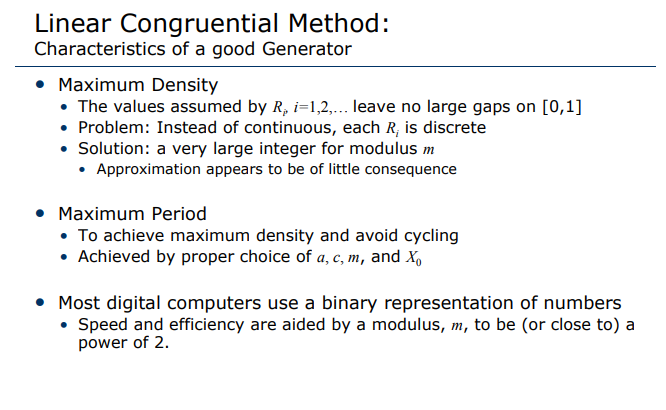 Linear Congruential Method:
Characteristics of a good Generator
• Maximum Density
• The values assumed by Rᵢ, i=1,2,… leave no large gaps on [0,1]
• Problem: Instead of continuous, each Rᵢ is discrete
• Solution: a very large integer for modulus m
• Approximation appears to be of little consequence
• Maximum Period
• To achieve maximum density and avoid cycling
• Achieved by proper choice of a, c, m, and X₀
• Most digital computers use a binary representation of numbers
• Speed and efficiency are aided by a modulus, m, to be (or close to) a
power of 2.